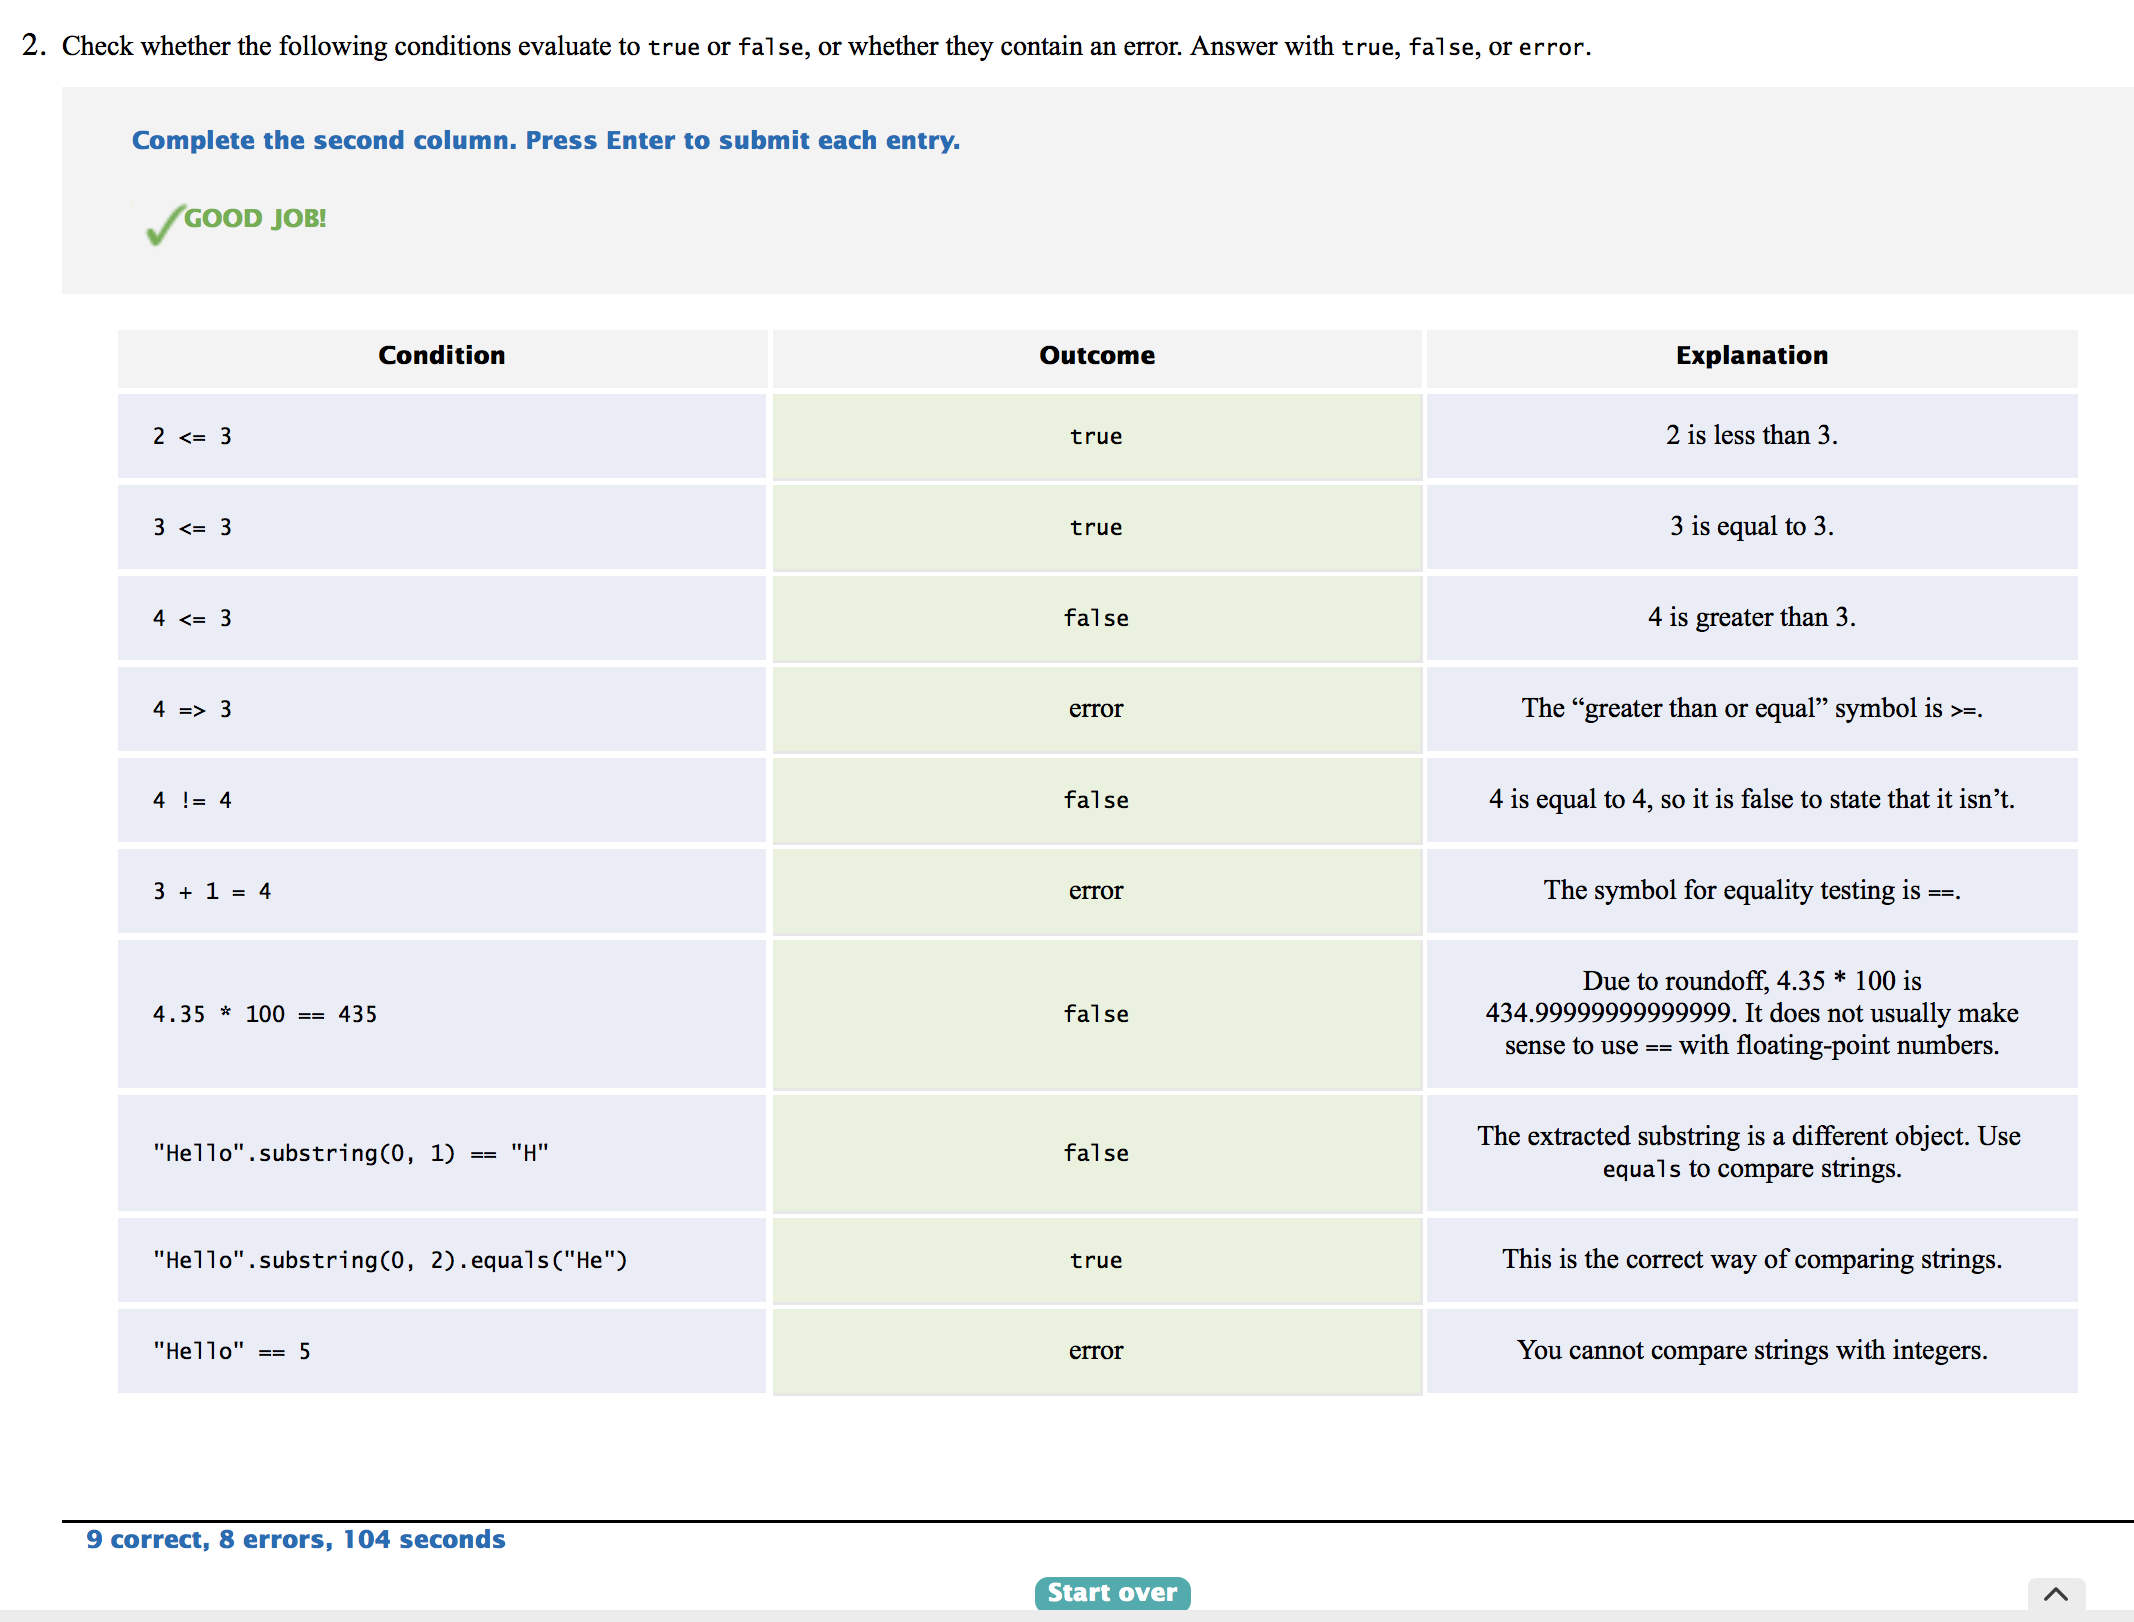 2. Check whether the following conditions evaluate to true or false, or whether they contain an error. Answer with true, false, or error.
Complete the second column. Press Enter to submit each entry.
GOOD JOB!
Condition Outcome Explanation
2 <= 3 true 2 is less than 3.
3 <= 3 true 3 is equal to 3.
4 <= 3 false 4 is greater than 3.
4 => 3 error The “greater than or equal” symbol is >=.
4 != 4 false 4 is equal to 4, so it is false to state that it isn’t.
3 + 1 = 4 error The symbol for equality testing is ==.
Due to roundoff, 4.35 * 100 is
4.35 * 100 == 435 false 434.99999999999999. It does not usually make
sense to use == with floating-point numbers.
"Hello".substring(0, 1) == "H" false The extracted substring is a different object. Use
equals to compare strings.
"Hello".substring(0, 2).equals("He") true This is the correct way of comparing strings.
"Hello" == 5 error You cannot compare strings with integers.
9 correct, 8 errors, 104 seconds
Start over